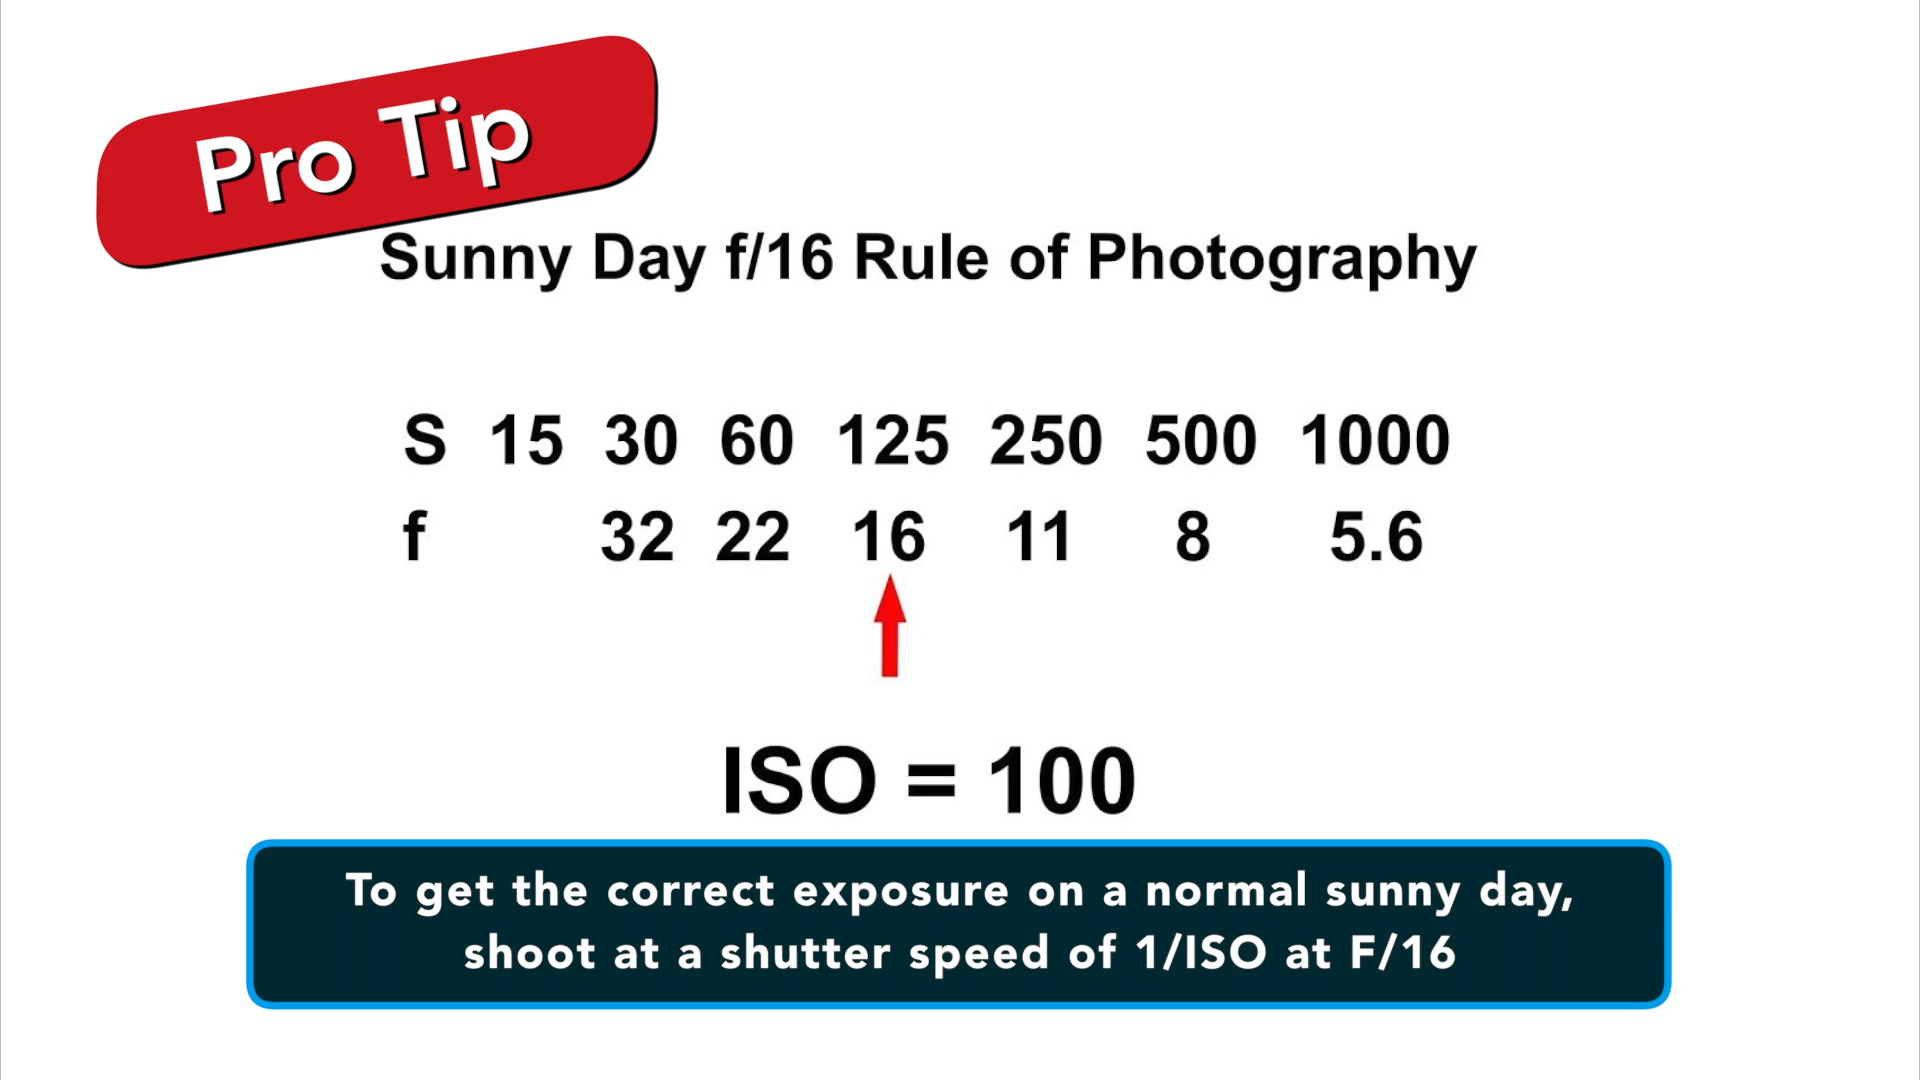 Pro Tip
Sunny Day f/16 Rule of Photography
S 15 30 60 125 250 500 1000
f 32 22 16 11 8 5.6
ISO = 100
To get the correct exposure on a normal sunny day,
shoot at a shutter speed of 1/ISO at F/16